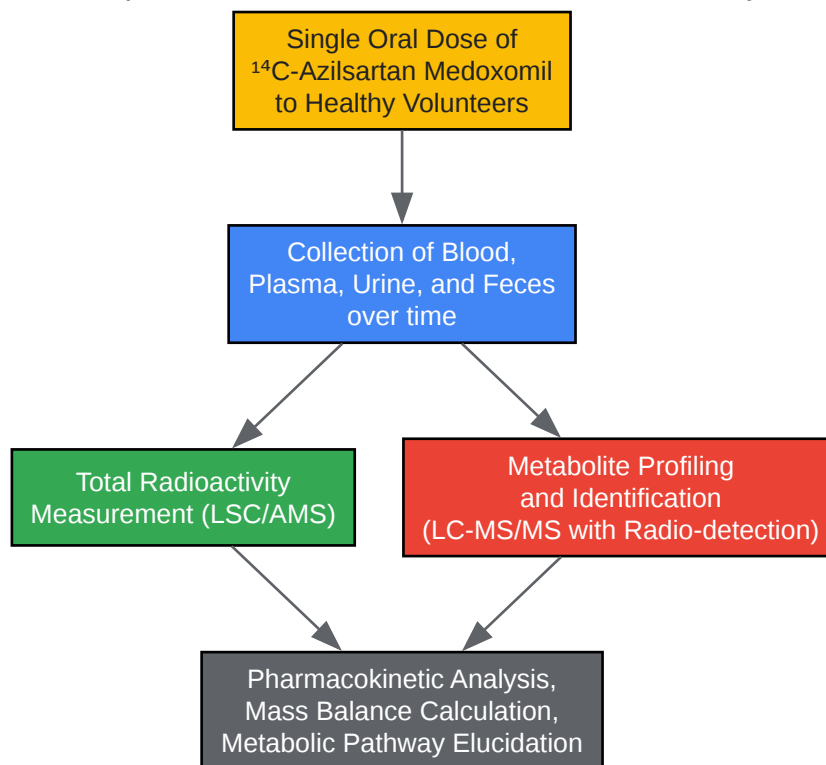 Single Oral Dose of
¹⁴C-Azilsartan Medoxomil
to Healthy Volunteers
Collection of Blood,
Plasma, Urine, and Feces
over time
Total Radioactivity
Measurement (LSC/AMS)
Metabolite Profiling
and Identification
(LC-MS/MS with Radio-detection)
Pharmacokinetic Analysis,
Mass Balance Calculation,
Metabolic Pathway Elucidation